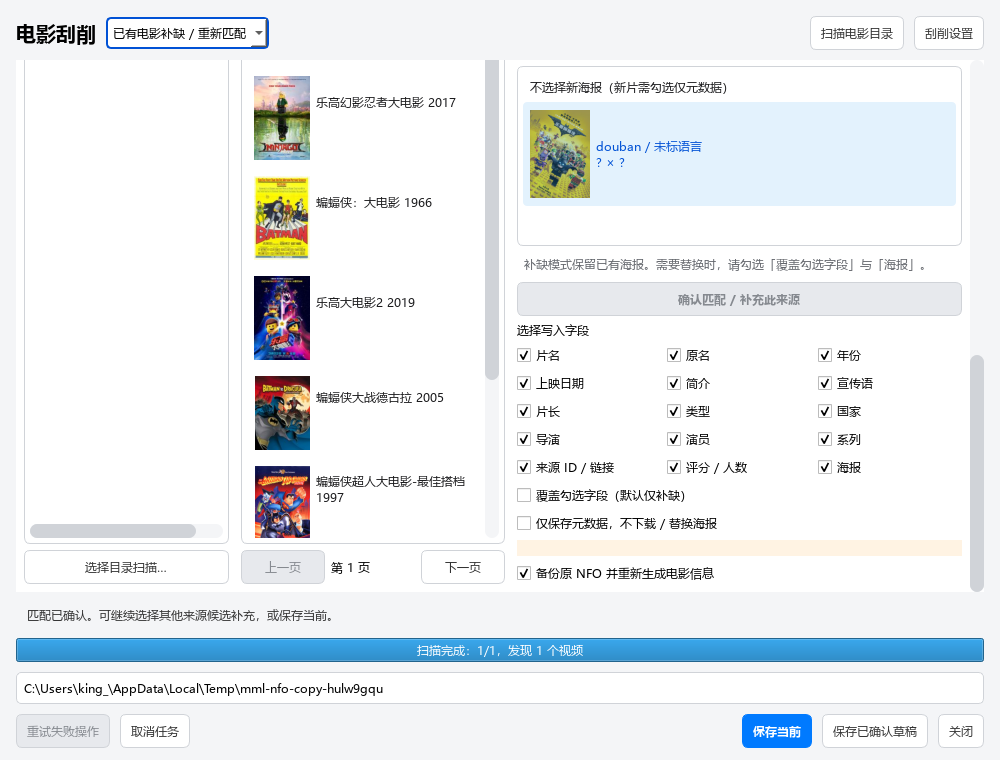 电影刮削
已有电影补缺 / 重新匹配
扫描电影目录
刮削设置
乐高幻影忍者大电影 2017
蝙蝠侠：大电影 1966
BATMAN
乐高大电影2 2019
蝙蝠侠大战德古拉 2005
蝙蝠侠超人大电影-最佳搭档
1997
选择目录扫描...
上一页
第 1 页
下一页
不选择新海报（新片需勾选仅元数据）
douban / 未标语言
? × ?
补缺模式保留已有海报。需要替换时，请勾选「覆盖勾选字段」与「海报」。
确认匹配 / 补充此来源
选择写入字段
片名
原名
年份
上映日期
简介
宣传语
片长
类型
国家
导演
演员
系列
来源 ID / 链接
评分 / 人数
海报
覆盖勾选字段（默认仅补缺）
仅保存元数据，不下载 / 替换海报
备份原 NFO 并重新生成电影信息
匹配已确认。可继续选择其他来源候选补充，或保存当前。
扫描完成：1/1，发现 1 个视频
C:\Users\king_\AppData\Local\Temp\mml-nfo-copy-hulw9gqu
重试失败操作
取消任务
保存当前
保存已确认草稿
关闭